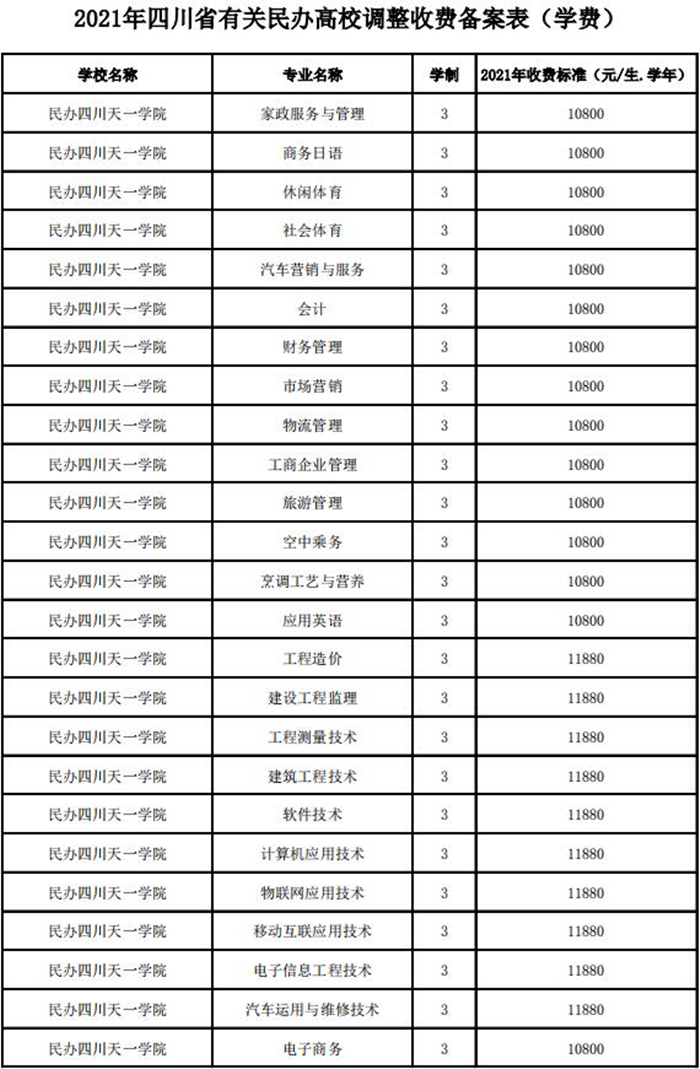 2021年四川省有关民办高校调整收费备案表（学费）
学校名称 专业名称 学制 2021年收费标准（元/生.学年）
民办四川天一学院 家政服务与管理 3 10800
民办四川天一学院 商务日语 3 10800
民办四川天一学院 休闲体育 3 10800
民办四川天一学院 社会体育 3 10800
民办四川天一学院 汽车营销与服务 3 10800
民办四川天一学院 会计 3 10800
民办四川天一学院 财务管理 3 10800
民办四川天一学院 市场营销 3 10800
民办四川天一学院 物流管理 3 10800
民办四川天一学院 工商企业管理 3 10800
民办四川天一学院 旅游管理 3 10800
民办四川天一学院 空中乘务 3 10800
民办四川天一学院 烹调工艺与营养 3 10800
民办四川天一学院 应用英语 3 10800
民办四川天一学院 工程造价 3 11880
民办四川天一学院 建设工程监理 3 11880
民办四川天一学院 工程测量技术 3 11880
民办四川天一学院 建筑工程技术 3 11880
民办四川天一学院 软件技术 3 11880
民办四川天一学院 计算机应用技术 3 11880
民办四川天一学院 物联网应用技术 3 11880
民办四川天一学院 移动互联应用技术 3 11880
民办四川天一学院 电子信息工程技术 3 11880
民办四川天一学院 汽车运用与维修技术 3 11880
民办四川天一学院 电子商务 3 10800